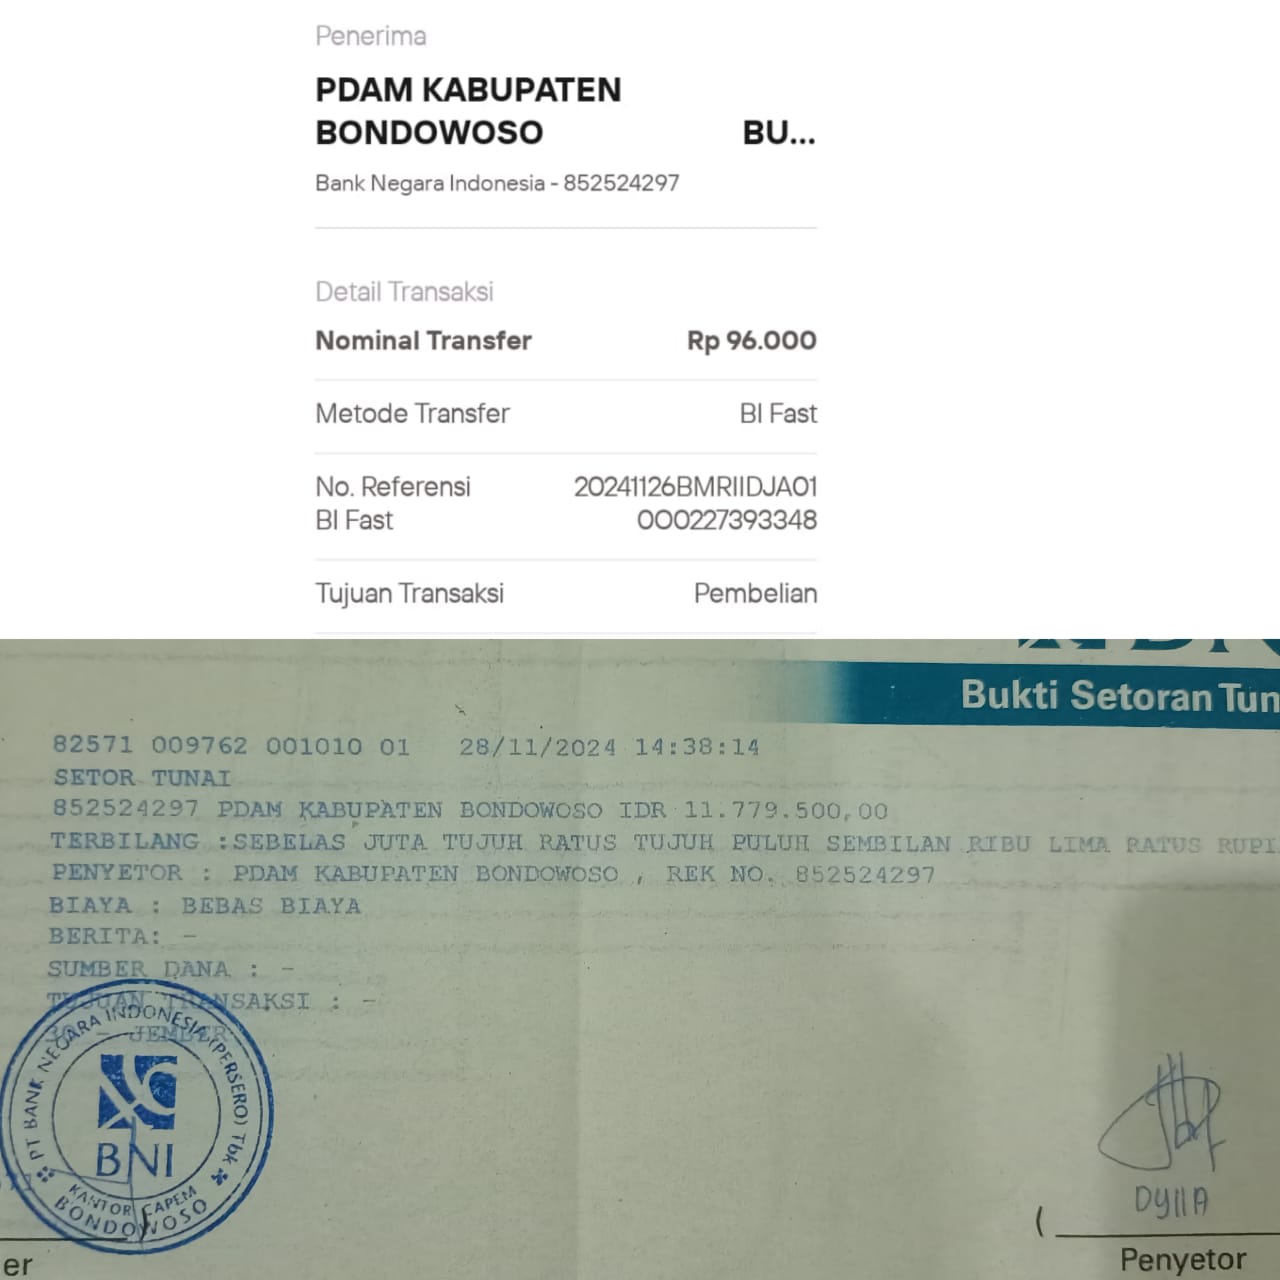 Penerima
PDAM KABUPATEN
BONDOWOSO BU...
Bank Negara Indonesia - 852524297
Detail Transaksi
Nominal Transfer Rp 96.000
Metode Transfer BI Fast
No. Referensi 20241126BMRIIDJA01
BI Fast 000227393348
Tujuan Transaksi Pembelian
Bukti Setoran Tun
82571 009762 001010 01 28/11/2024 14:38:14
SETOR TUNAI
852524297 PDAM KABUPATEN BONDOWOSO IDR 11.779.500,00
TERBILANG :SEBELAS JUTA TUJUH RATUS TUJUH PULUH SEMBILAN RIBU LIMA RATUS RUPI
PENYETOR : PDAM KABUPATEN BONDOWOSO , REK NO. 852524297
BIAYA : BEBAS BIAYA
BERITA: -
SUMBER DANA : -
TUJUAN TRANSAKSI : -
30 - JEMBER
PT BANK NEGARA INDONESIA (PERSERO) Tbk
BNI
KANTOR CAPEM
BONDOWOSO
DYLLA
(
er
Penyetor